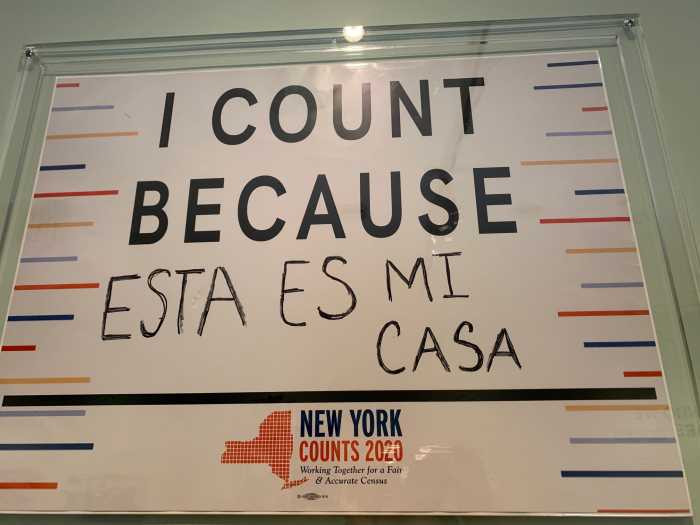 I COUNT
BECAUSE
ESTA ES MI
CASA
NEW YORK
COUNTS 2020
Working Together for a Fair
& Accurate Census